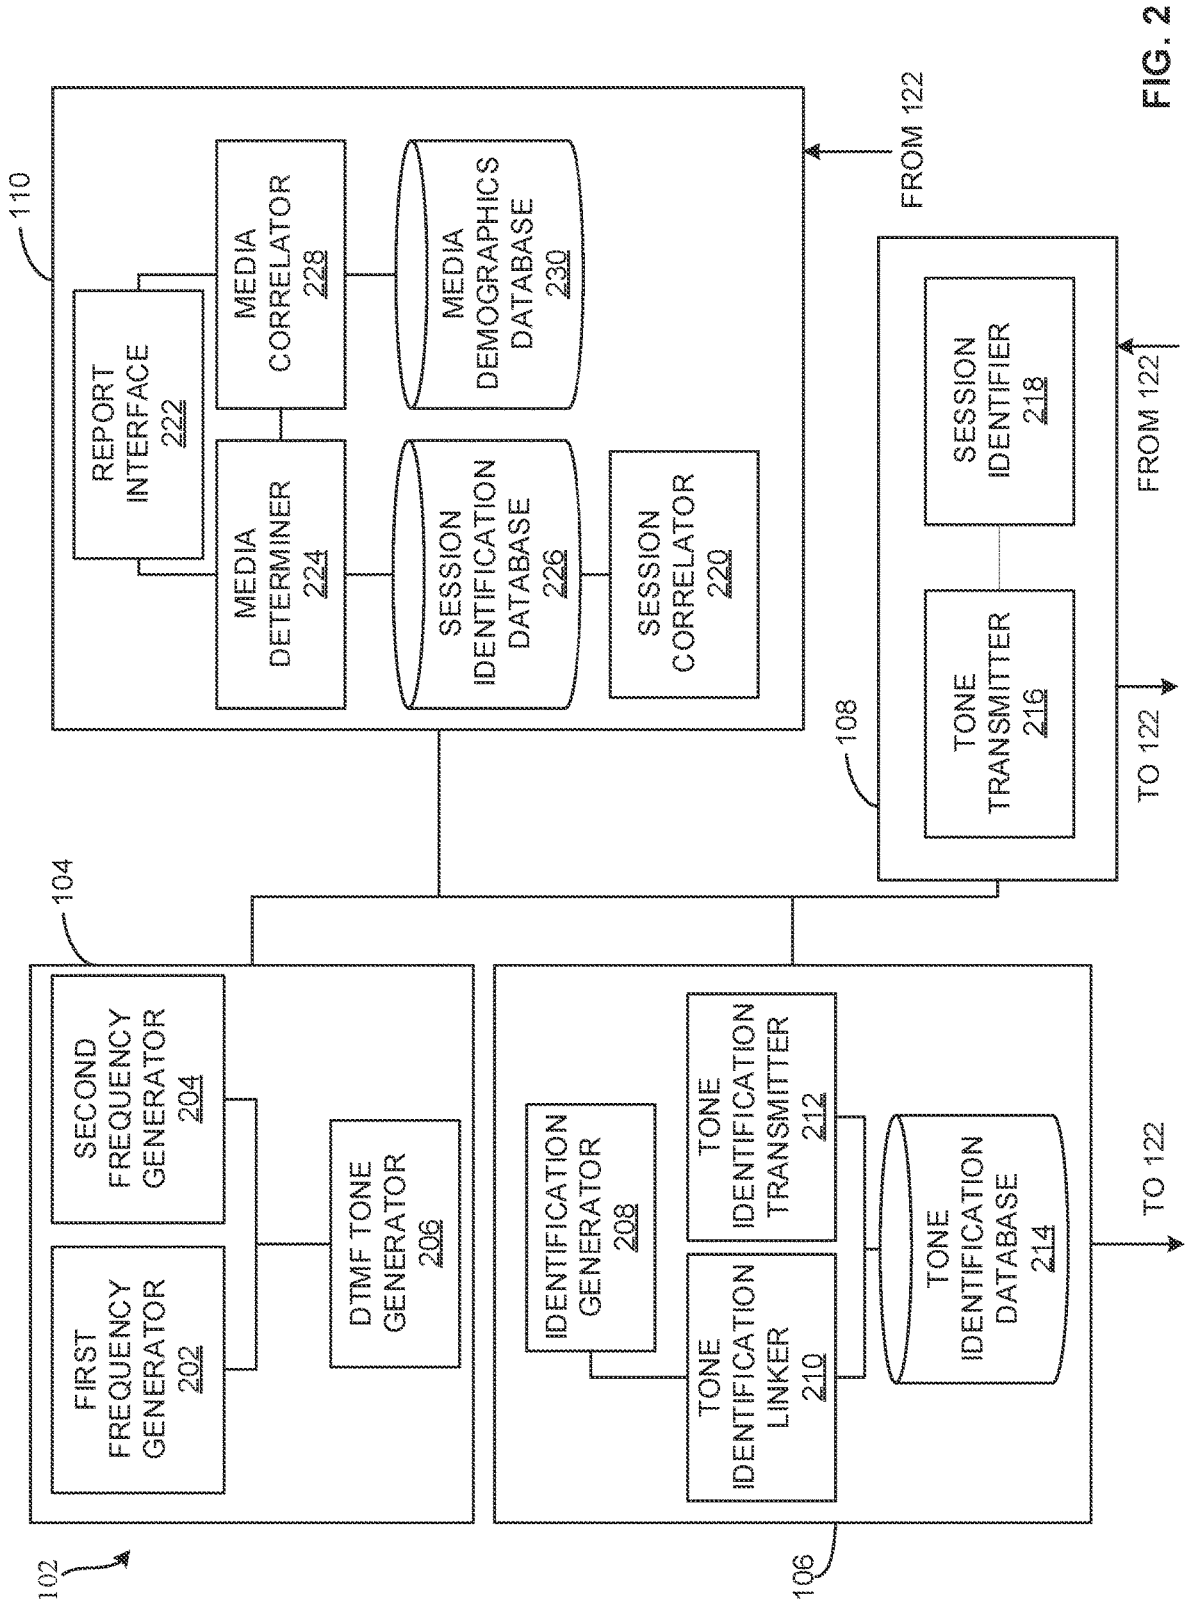 102
104
FIRST
FREQUENCY
GENERATOR
202
SECOND
FREQUENCY
GENERATOR
204
DTMF TONE
GENERATOR
206
106
IDENTIFICATION
GENERATOR
208
TONE
IDENTIFICATION
LINKER
210
TONE
IDENTIFICATION
TRANSMITTER
212
TONE
IDENTIFICATION
DATABASE
214
TO 122
110
REPORT
INTERFACE
222
MEDIA
DETERMINER
224
MEDIA
CORRELATOR
228
SESSION
IDENTIFICATION
DATABASE
226
MEDIA
DEMOGRAPHICS
DATABASE
230
SESSION
CORRELATOR
220
FROM 122
108
TONE
TRANSMITTER
216
SESSION
IDENTIFIER
218
TO 122
FROM 122
FIG. 2